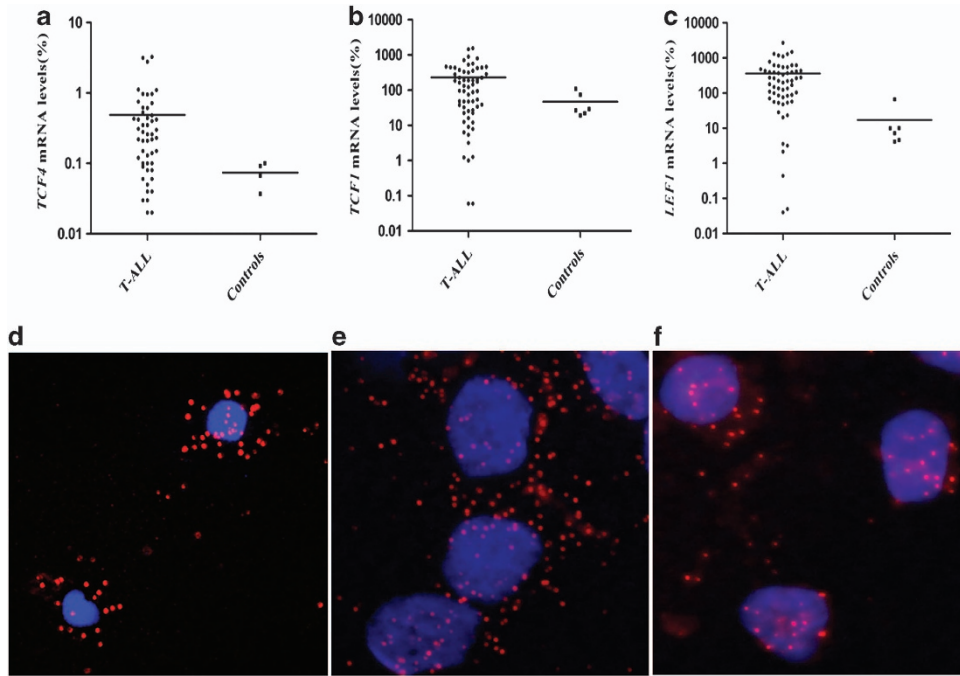 a
b
c
TCF4 mRNA levels(%)
10
1
0.1
0.01
T-ALL
Controls
TCF1 mRNA levels(%)
10000
1000
100
10
1
0.1
0.01
T-ALL
Controls
LEF1 mRNA levels(%)
10000
1000
100
10
1
0.1
0.01
T-ALL
Controls
d
e
f